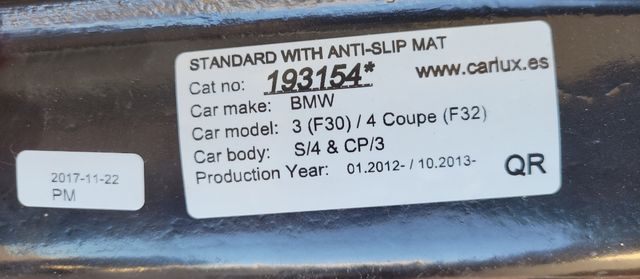 STANDARD WITH ANTI-SLIP MAT
Cat no: 193154* www.carlux.es
Car make: BMW
Car model: 3 (F30) / 4 Coupe (F32)
Car body: S/4 & CP/3
Production Year: 01.2012- / 10.2013- QR
2017-11-22
PM